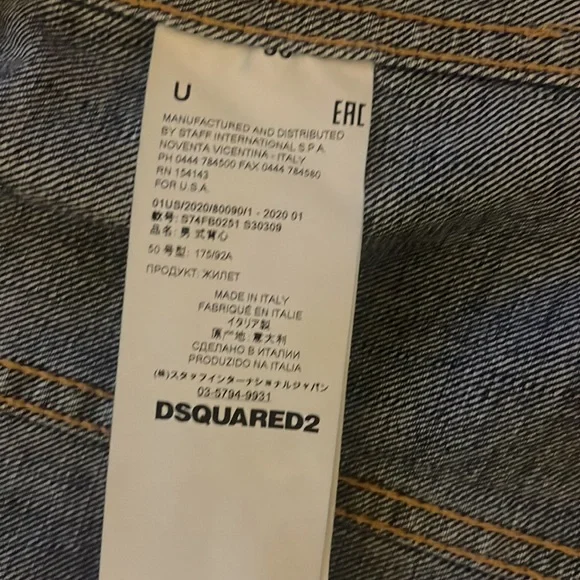 U
EAC
MANUFACTURED AND DISTRIBUTED
BY STAFF INTERNATIONAL S.P.A.
NOVENTA VICENTINA - ITALY
PH 0444 784500 FAX 0444 784580
RN 154143
FOR U.S.A.
01US/2020/80090/1 - 2020 01
款号: S74FB0251 S30309
品名: 男式背心
50 号型: 175/92A
ПРОДУКТ: ЖИЛЕТ
MADE IN ITALY
FABRIQUÉ EN ITALIE
イタリア製
原产地: 意大利
СДЕЛАНО В ИТАЛИИ
PRODUZIDO NA ITALIA
(株)スタッフインターナショナルジャパン
03-5794-9931
DSQUARED2